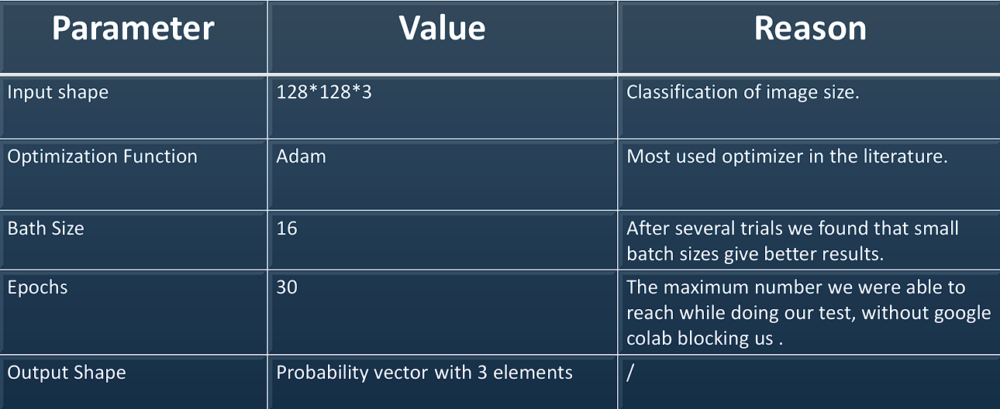 Parameter Value Reason
Input shape 128*128*3 Classification of image size.
Optimization Function Adam Most used optimizer in the literature.
Bath Size 16 After several trials we found that small
batch sizes give better results.
Epochs 30 The maximum number we were able to
reach while doing our test, without google
colab blocking us .
Output Shape Probability vector with 3 elements /